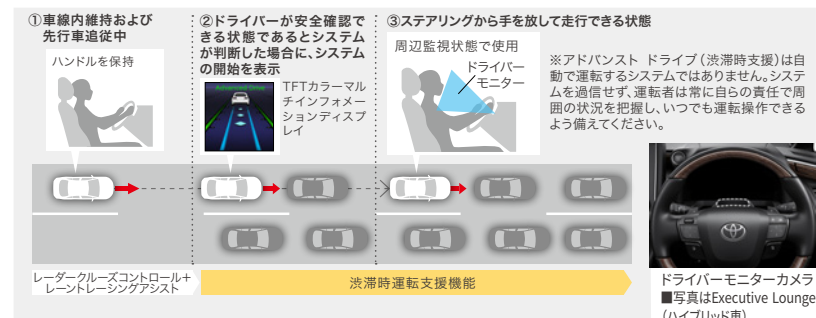 ①車線内維持および
先行車追従中
ハンドルを保持
②ドライバーが安全確認で
きる状態であるとシステム
が判断した場合に、システム
の開始を表示
Advanced Drive
TFTカラーマル
チインフォメー
ションディスプ
レイ
③ステアリングから手を放して走行できる状態
周辺監視状態で使用
ドライバー
モニター
※アドバンスト ドライブ(渋滞時支援)は自
動で運転するシステムではありません。システ
ムを過信せず、運転者は常に自らの責任で周
囲の状況を把握し、いつでも運転操作できる
よう備えてください。
レーダークルーズコントロール+
レーントレーシングアシスト
渋滞時運転支援機能
ドライバーモニターカメラ
■写真はExecutive Lounge
(ハイブリッド車)